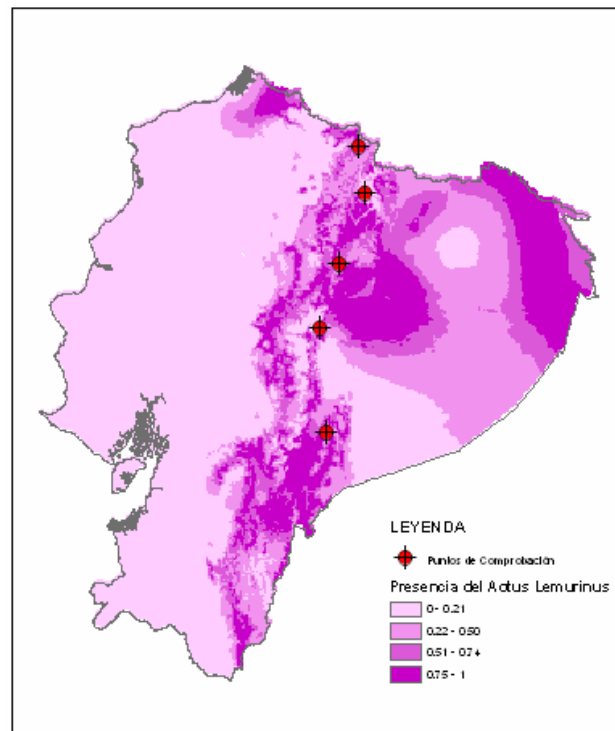 LEYENDA
Puntos de Comprobación
Presencia del Aotus Lemurinus
0 - 0.21
0.22 - 0.50
0.51 - 0.74
0.75 - 1